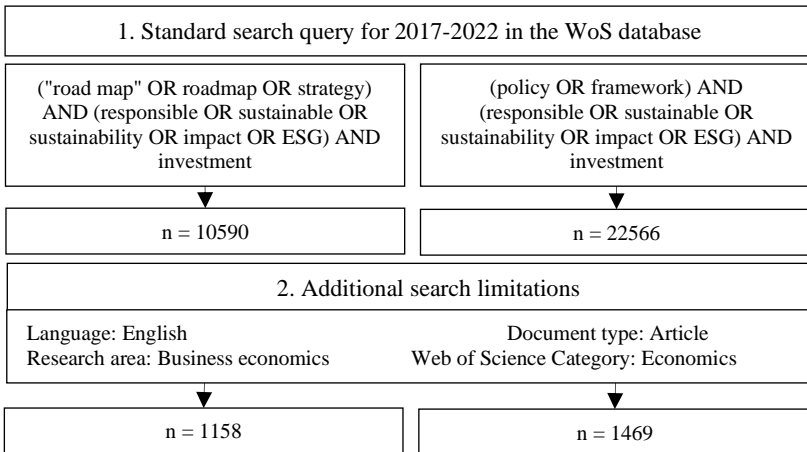 1. Standard search query for 2017-2022 in the WoS database
("road map" OR roadmap OR strategy)
AND (responsible OR sustainable OR
sustainability OR impact OR ESG) AND
investment
(policy OR framework) AND
(responsible OR sustainable OR
sustainability OR impact OR ESG) AND
investment
n = 10590
n = 22566
2. Additional search limitations
Language: English
Document type: Article
Research area: Business economics
Web of Science Category: Economics
n = 1158
n = 1469